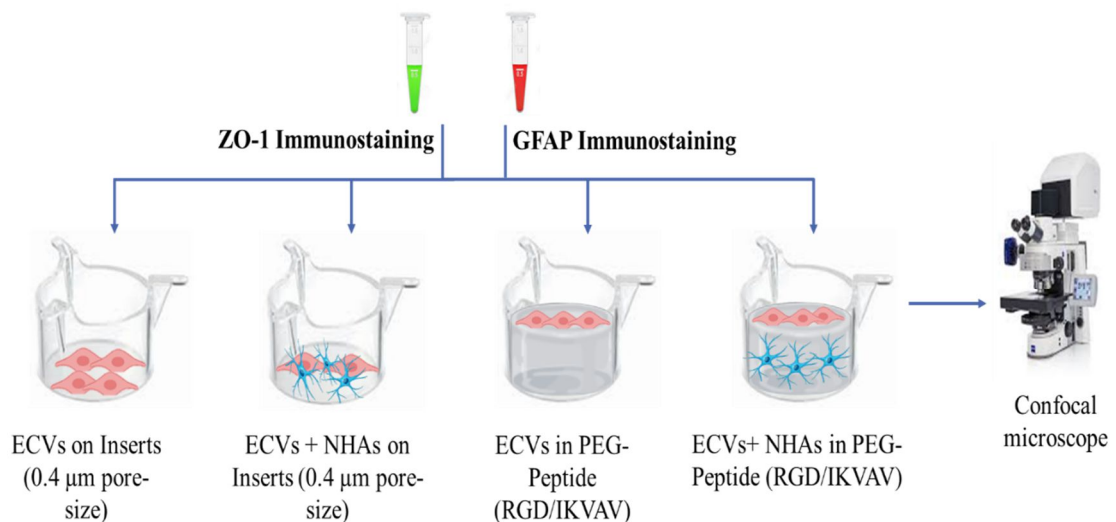 ZO-1 Immunostaining
GFAP Immunostaining
ECVs on Inserts
(0.4 μm pore-
size)
ECVs + NHAs on
Inserts (0.4 μm pore-
size)
ECVs in PEG-
Peptide
(RGD/IKVAV)
ECVs+ NHAs in PEG-
Peptide (RGD/IKVAV)
Confocal
microscope